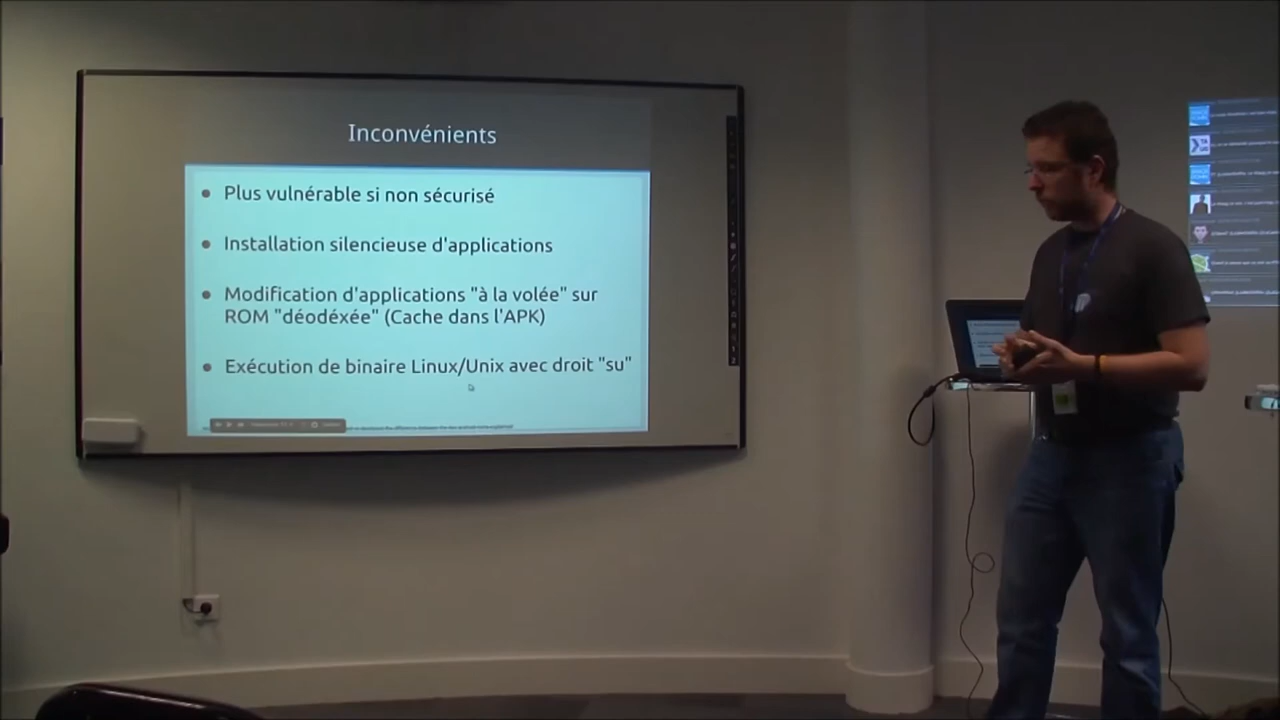 Inconvénients
Plus vulnérable si non sécurisé
Installation silencieuse d'applications
Modification d'applications "à la volée" sur
ROM "déodéxée" (Cache dans l'APK)
Exécution de binaire Linux/Unix avec droit "su"